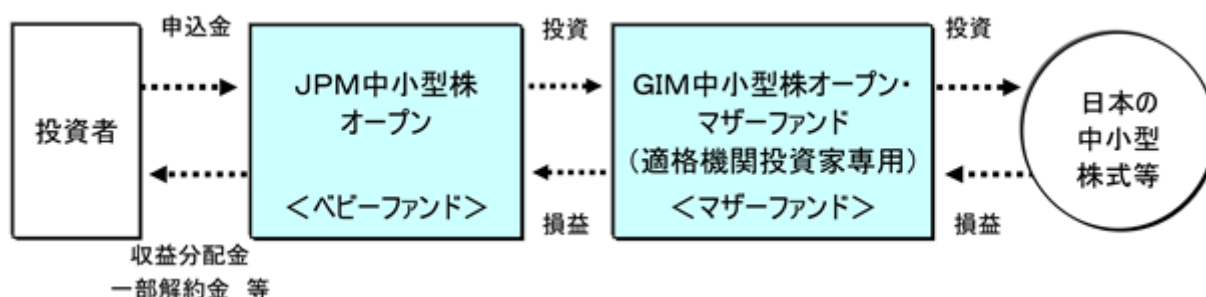 申込金
投資
投資
投資者
JPM中小型株
オープン
<ベビーファンド>
GIM中小型株オープン・
マザーファンド
(適格機関投資家専用)
<マザーファンド>
日本の
中小型
株式等
損益
損益
収益分配金
一部解約金 等